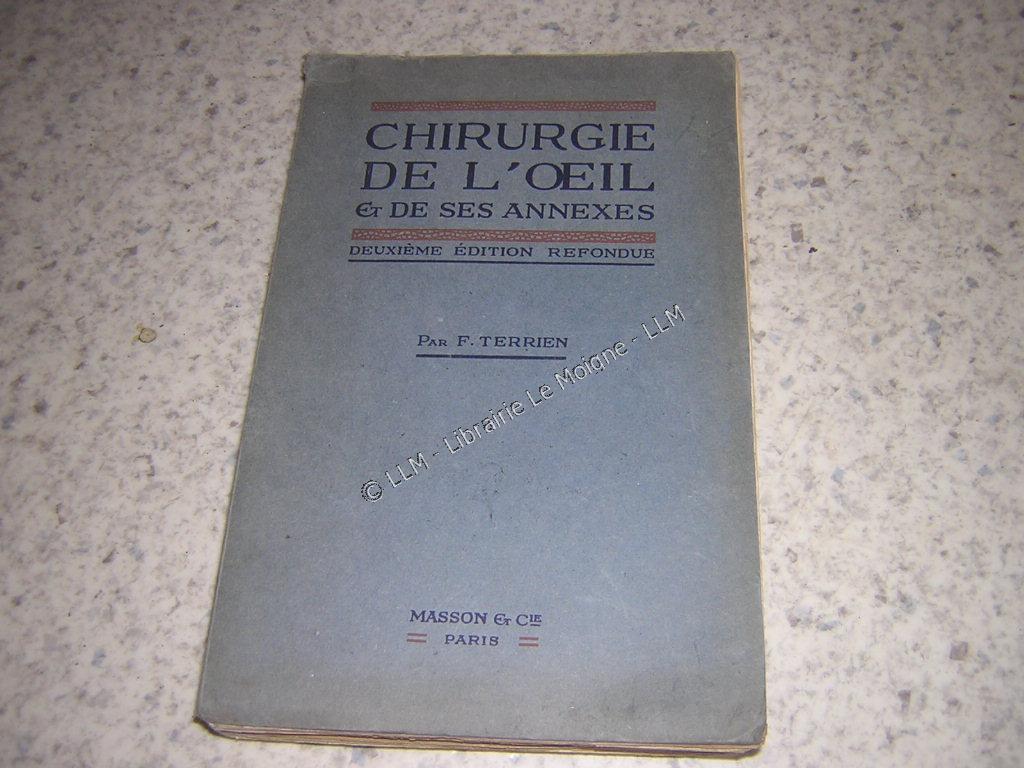 CHIRURGIE
DE L'ŒIL
ET DE SES ANNEXES
DEUXIÈME ÉDITION REFONDUE
PAR F. TERRIEN
© LLM - Librairie Le Moigne - LLM
MASSON ET CIE
PARIS